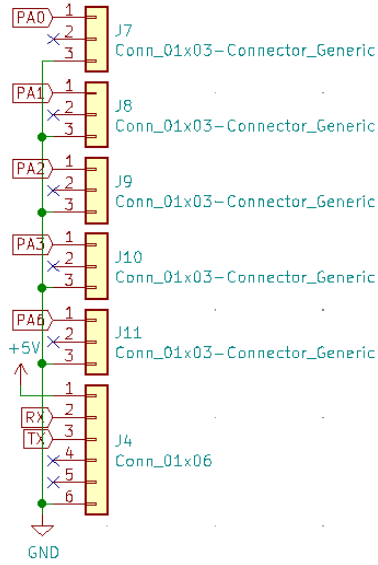 PA0 1
2
3
J7
Conn_01x03-Connector_Generic
PA1 1
2
3
J8
Conn_01x03-Connector_Generic
PA2 1
2
3
J9
Conn_01x03-Connector_Generic
PA3 1
2
3
J10
Conn_01x03-Connector_Generic
PA6 1
2
3
J11
Conn_01x03-Connector_Generic
+5V
1
RX 2
TX 3
4
5
6
J4
Conn_01x06
GND